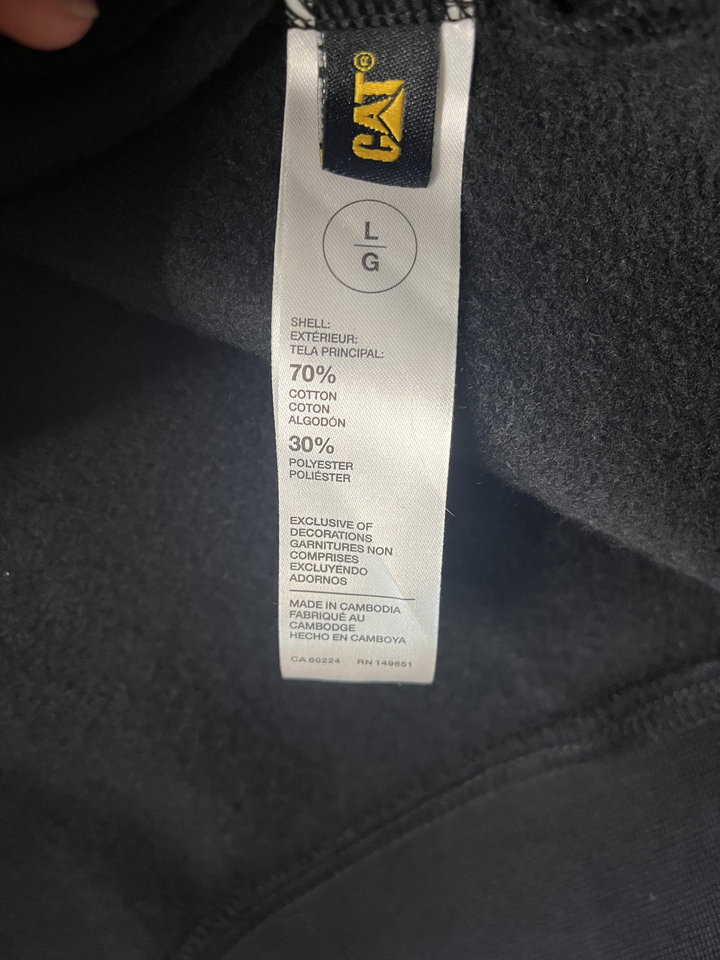 CAT®
L
G
SHELL:
EXTÉRIEUR:
TELA PRINCIPAL:
70%
COTTON
COTON
ALGODÓN
30%
POLYESTER
POLIÉSTER
EXCLUSIVE OF
DECORATIONS
GARNITURES NON
COMPRISES
EXCLUYENDO
ADORNOS
MADE IN CAMBODIA
FABRIQUÉ AU
CAMBODGE
HECHO EN CAMBOYA
CA 60224 RN 149651